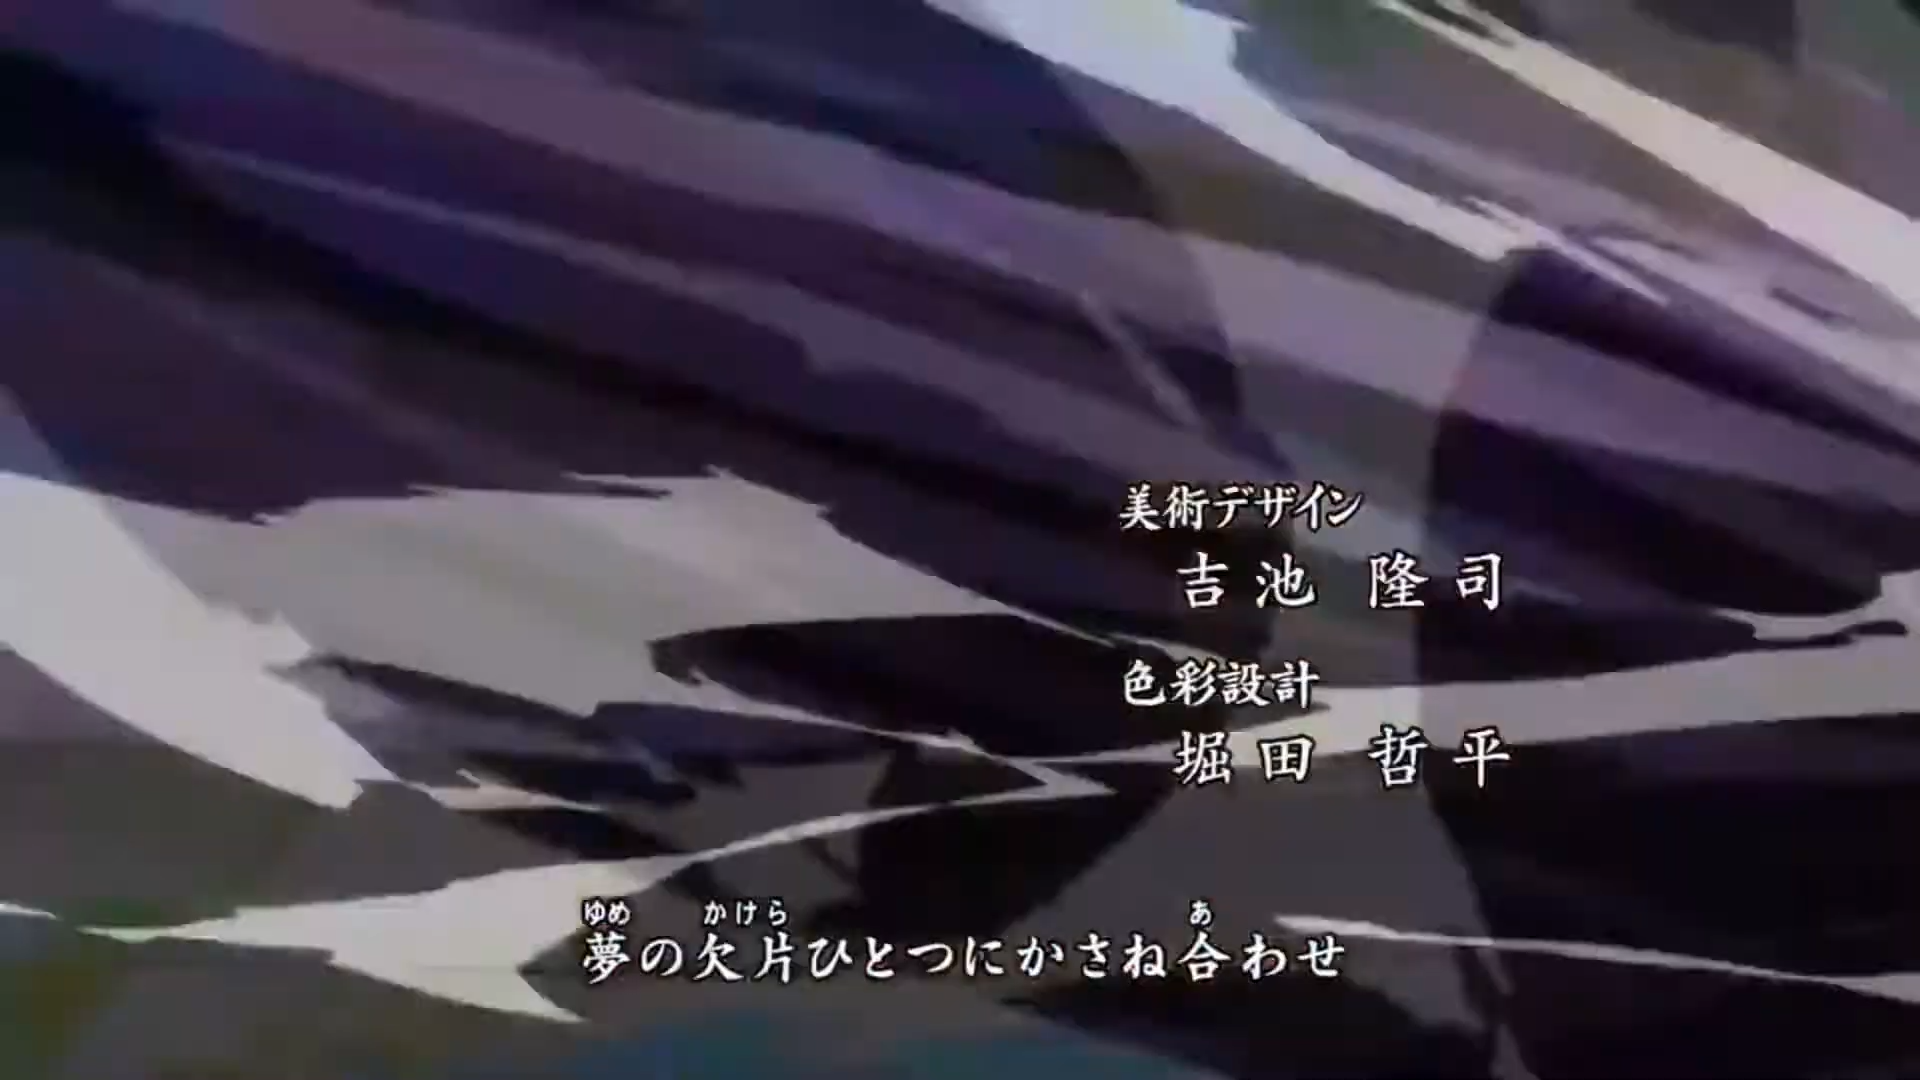 美術デザイン
吉池 隆司
色彩設計
堀田 哲平
ゆめ かけら あ
夢の欠片ひとつにかさね合わせ